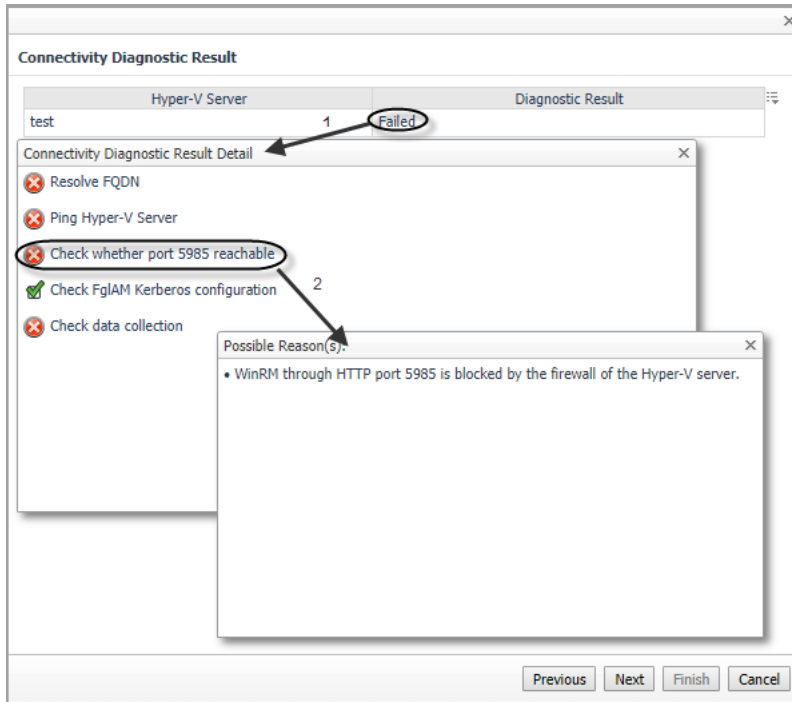 Connectivity Diagnostic Result
Hyper-V Server Diagnostic Result
test 1 Failed
Connectivity Diagnostic Result Detail
Resolve FQDN
Ping Hyper-V Server
Check whether port 5985 reachable
Check FglAM Kerberos configuration 2
Check data collection
Possible Reason(s):
• WinRM through HTTP port 5985 is blocked by the firewall of the Hyper-V server.
Previous Next Finish Cancel